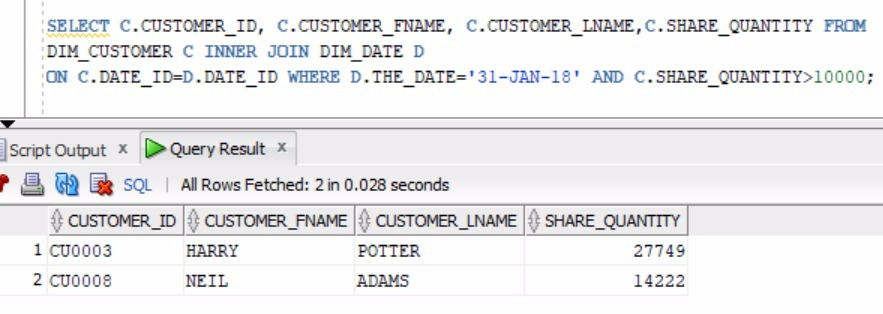 SELECT C.CUSTOMER_ID, C.CUSTOMER_FNAME, C.CUSTOMER_LNAME,C.SHARE_QUANTITY FROM
DIM_CUSTOMER C INNER JOIN DIM_DATE D
ON C.DATE_ID=D.DATE_ID WHERE D.THE_DATE='31-JAN-18' AND C.SHARE_QUANTITY>10000;
Script Output x Query Result x
SQL | All Rows Fetched: 2 in 0.028 seconds
CUSTOMER_ID CUSTOMER_FNAME CUSTOMER_LNAME SHARE_QUANTITY
1 CU0003 HARRY POTTER 27749
2 CU0008 NEIL ADAMS 14222